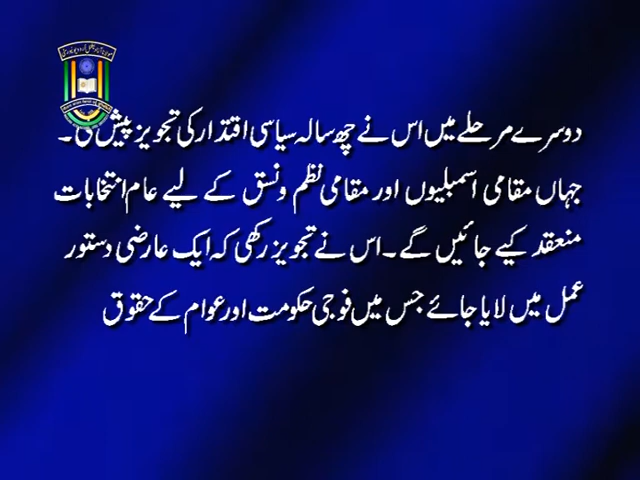 دوسرے مرحلے میں اس نے چھ سالہ سیاسی اقتدار کی تجویز پیش کی۔
جہاں مقامی اسمبلیوں اور مقامی نظم ونسق کے لیے عام انتخابات
منعقد کیے جائیں گے۔ اس نے تجویز رکھی کہ ایک عارضی دستور
عمل میں لایا جائے جس میں فوجی حکومت اور عوام کے حقوق